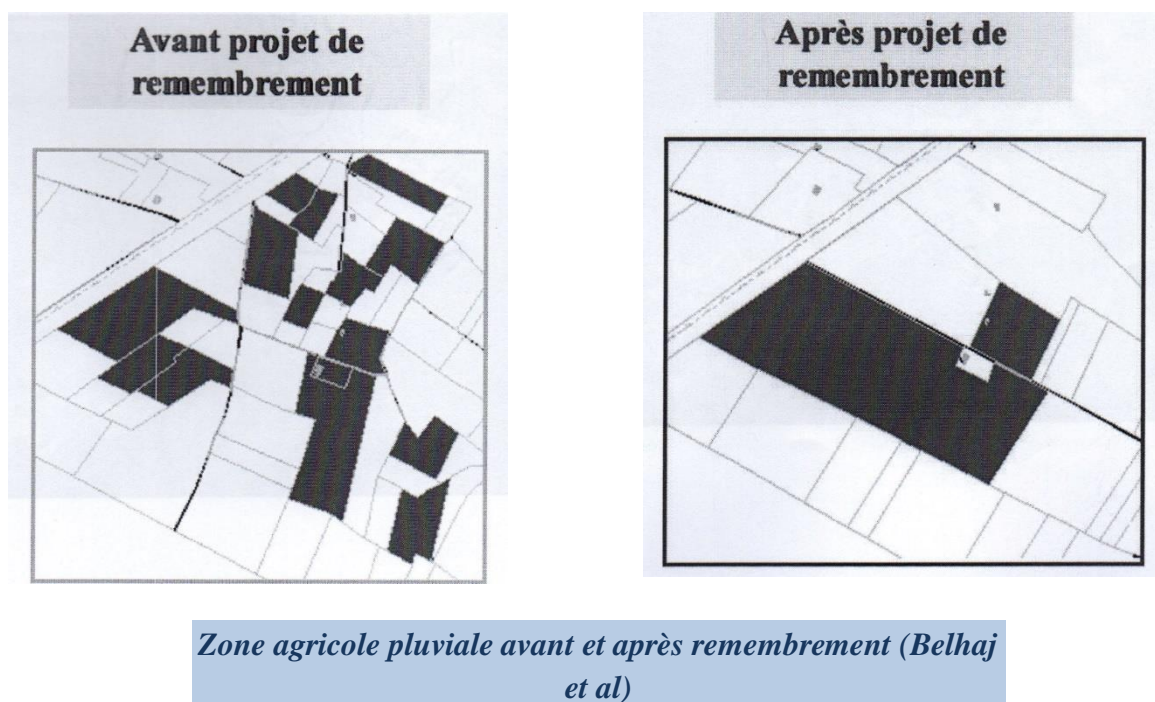 Avant projet de
remembrement
Après projet de
remembrement
Zone agricole pluviale avant et après remembrement (Belhaj
et al)